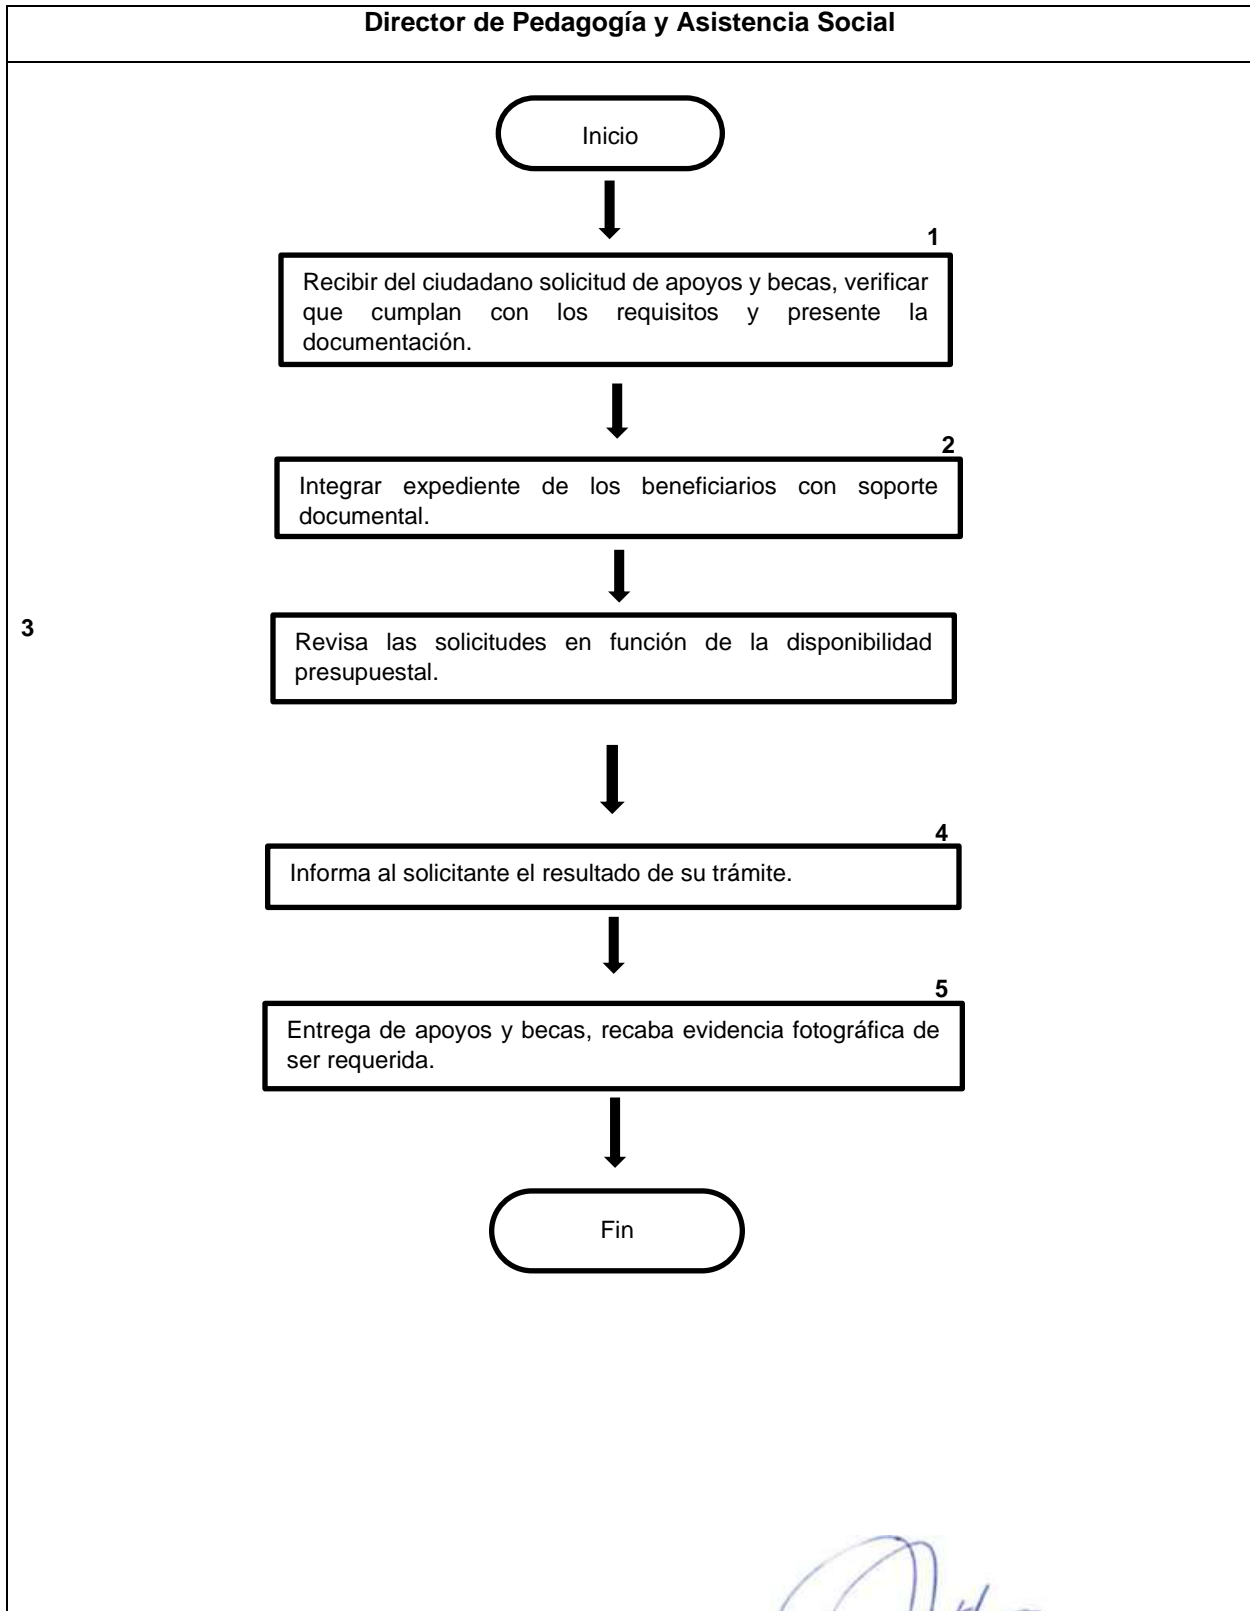 Director de Pedagogía y Asistencia Social
Inicio
1
Recibir del ciudadano solicitud de apoyos y becas, verificar
que cumplan con los requisitos y presente la
documentación.
2
Integrar expediente de los beneficiarios con soporte
documental.
3
Revisa las solicitudes en función de la disponibilidad
presupuestal.
4
Informa al solicitante el resultado de su trámite.
5
Entrega de apoyos y becas, recaba evidencia fotográfica de
ser requerida.
Fin